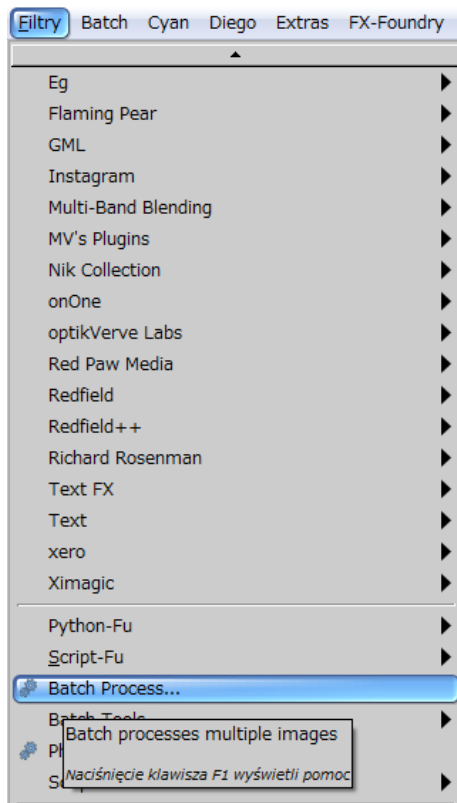 Filtry Batch Cyan Diego Extras FX-Foundry
Eg
Flaming Pear
GML
Instagram
Multi-Band Blending
MV's Plugins
Nik Collection
onOne
optikVerve Labs
Red Paw Media
Redfield
Redfield++
Richard Rosenman
Text FX
Text
xero
Ximagic
Python-Fu
Script-Fu
Batch Process...
Batch Tools
Batch processes multiple images
Naciśnięcie klawisza F1 wyświetli pomoc